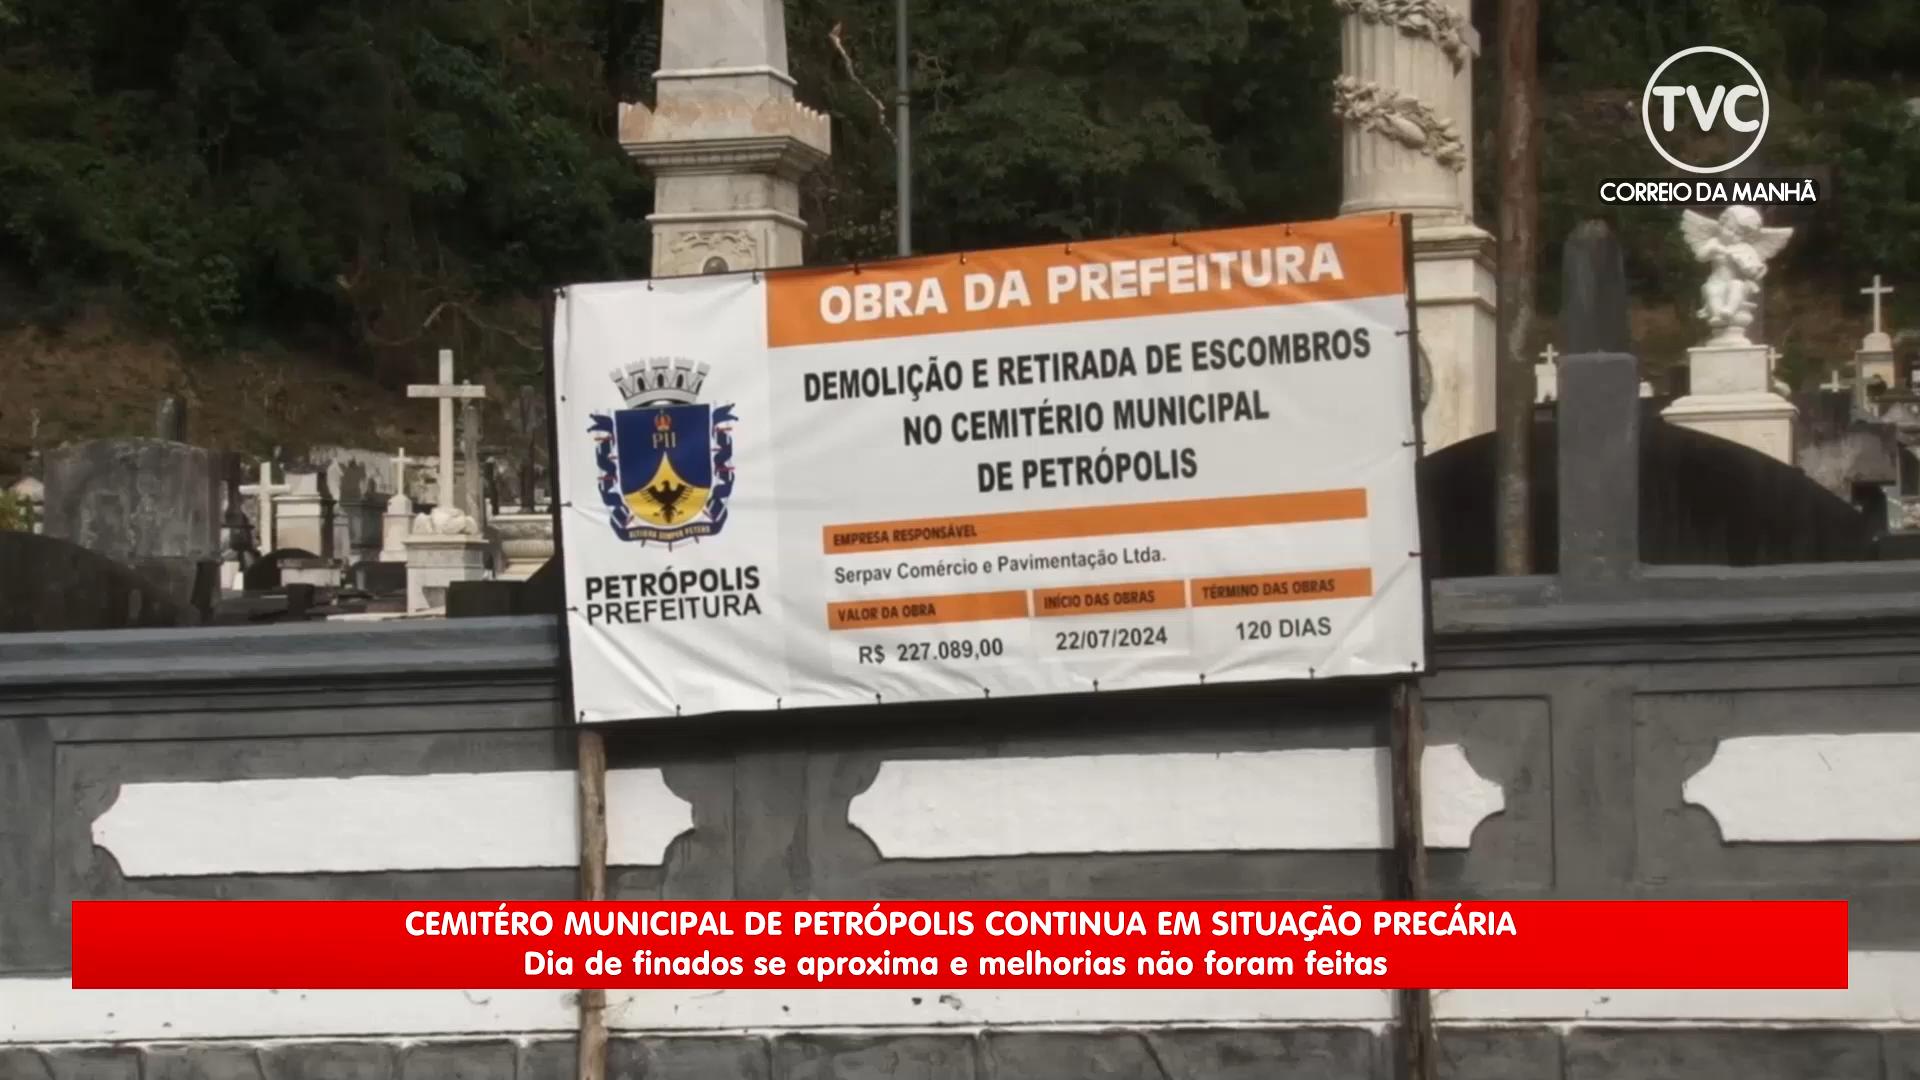 TVC
CORREIO DA MANHÃ
OBRA DA PREFEITURA
DEMOLIÇÃO E RETIRADA DE ESCOMBROS
NO CEMITÉRIO MUNICIPAL
DE PETRÓPOLIS
PII
ALTIORA SEMPER PETENS
PETRÓPOLIS
PREFEITURA
EMPRESA RESPONSÁVEL
Serpav Comércio e Pavimentação Ltda.
VALOR DA OBRA
INÍCIO DAS OBRAS
TÉRMINO DAS OBRAS
R$ 227.089,00
22/07/2024
120 DIAS
CEMITÉRO MUNICIPAL DE PETRÓPOLIS CONTINUA EM SITUAÇÃO PRECÁRIA
Dia de finados se aproxima e melhorias não foram feitas